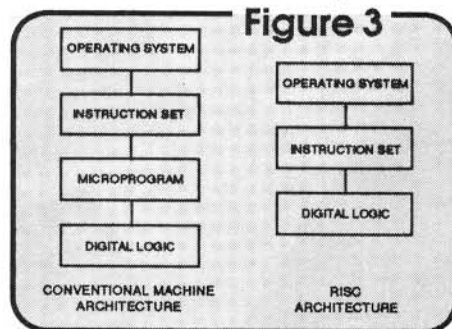 Figure 3
OPERATING SYSTEM
INSTRUCTION SET
MICROPROGRAM
DIGITAL LOGIC
CONVENTIONAL MACHINE
ARCHITECTURE
OPERATING SYSTEM
INSTRUCTION SET
DIGITAL LOGIC
RISC
ARCHITECTURE